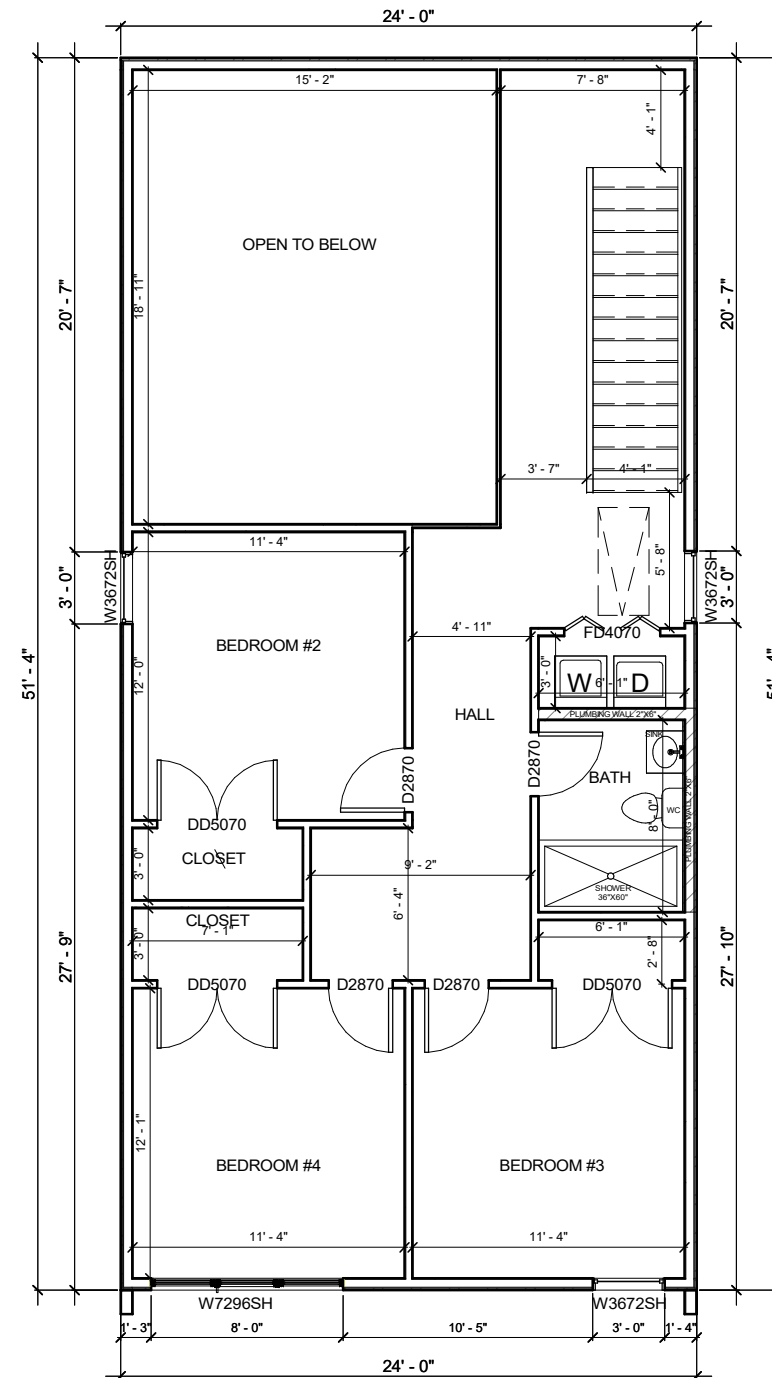 24' - 0"
15' - 2"
7' - 8"
4' - 1"
OPEN TO BELOW
18' - 11"
20' - 7"
20' - 7"
3' - 7"
4' - 1"
11' - 4"
5' - 8"
W3672SH
3' - 0"
W3672SH
3' - 0"
FD4070
4' - 11"
BEDROOM #2
51' - 4"
51' - 4"
12' - 0"
3' - 0"
W
D
6' - 1"
HALL
PLUMBING WALL 2"X6"
SINK
D2870
D2870
BATH
WC
8' - 0"
PLUMBING WALL 2"X6"
DD5070
CLOSET
3' - 0"
9' - 2"
6' - 4"
SHOWER
36"X60"
CLOSET
7' - 1"
3' - 0"
6' - 1"
2' - 8"
27' - 9"
27' - 10"
DD5070
D2870
D2870
DD5070
12' - 1"
BEDROOM #4
BEDROOM #3
11' - 4"
11' - 4"
W7296SH
W3672SH
1' - 3"
8' - 0"
10' - 5"
3' - 0"
1' - 4"
24' - 0"